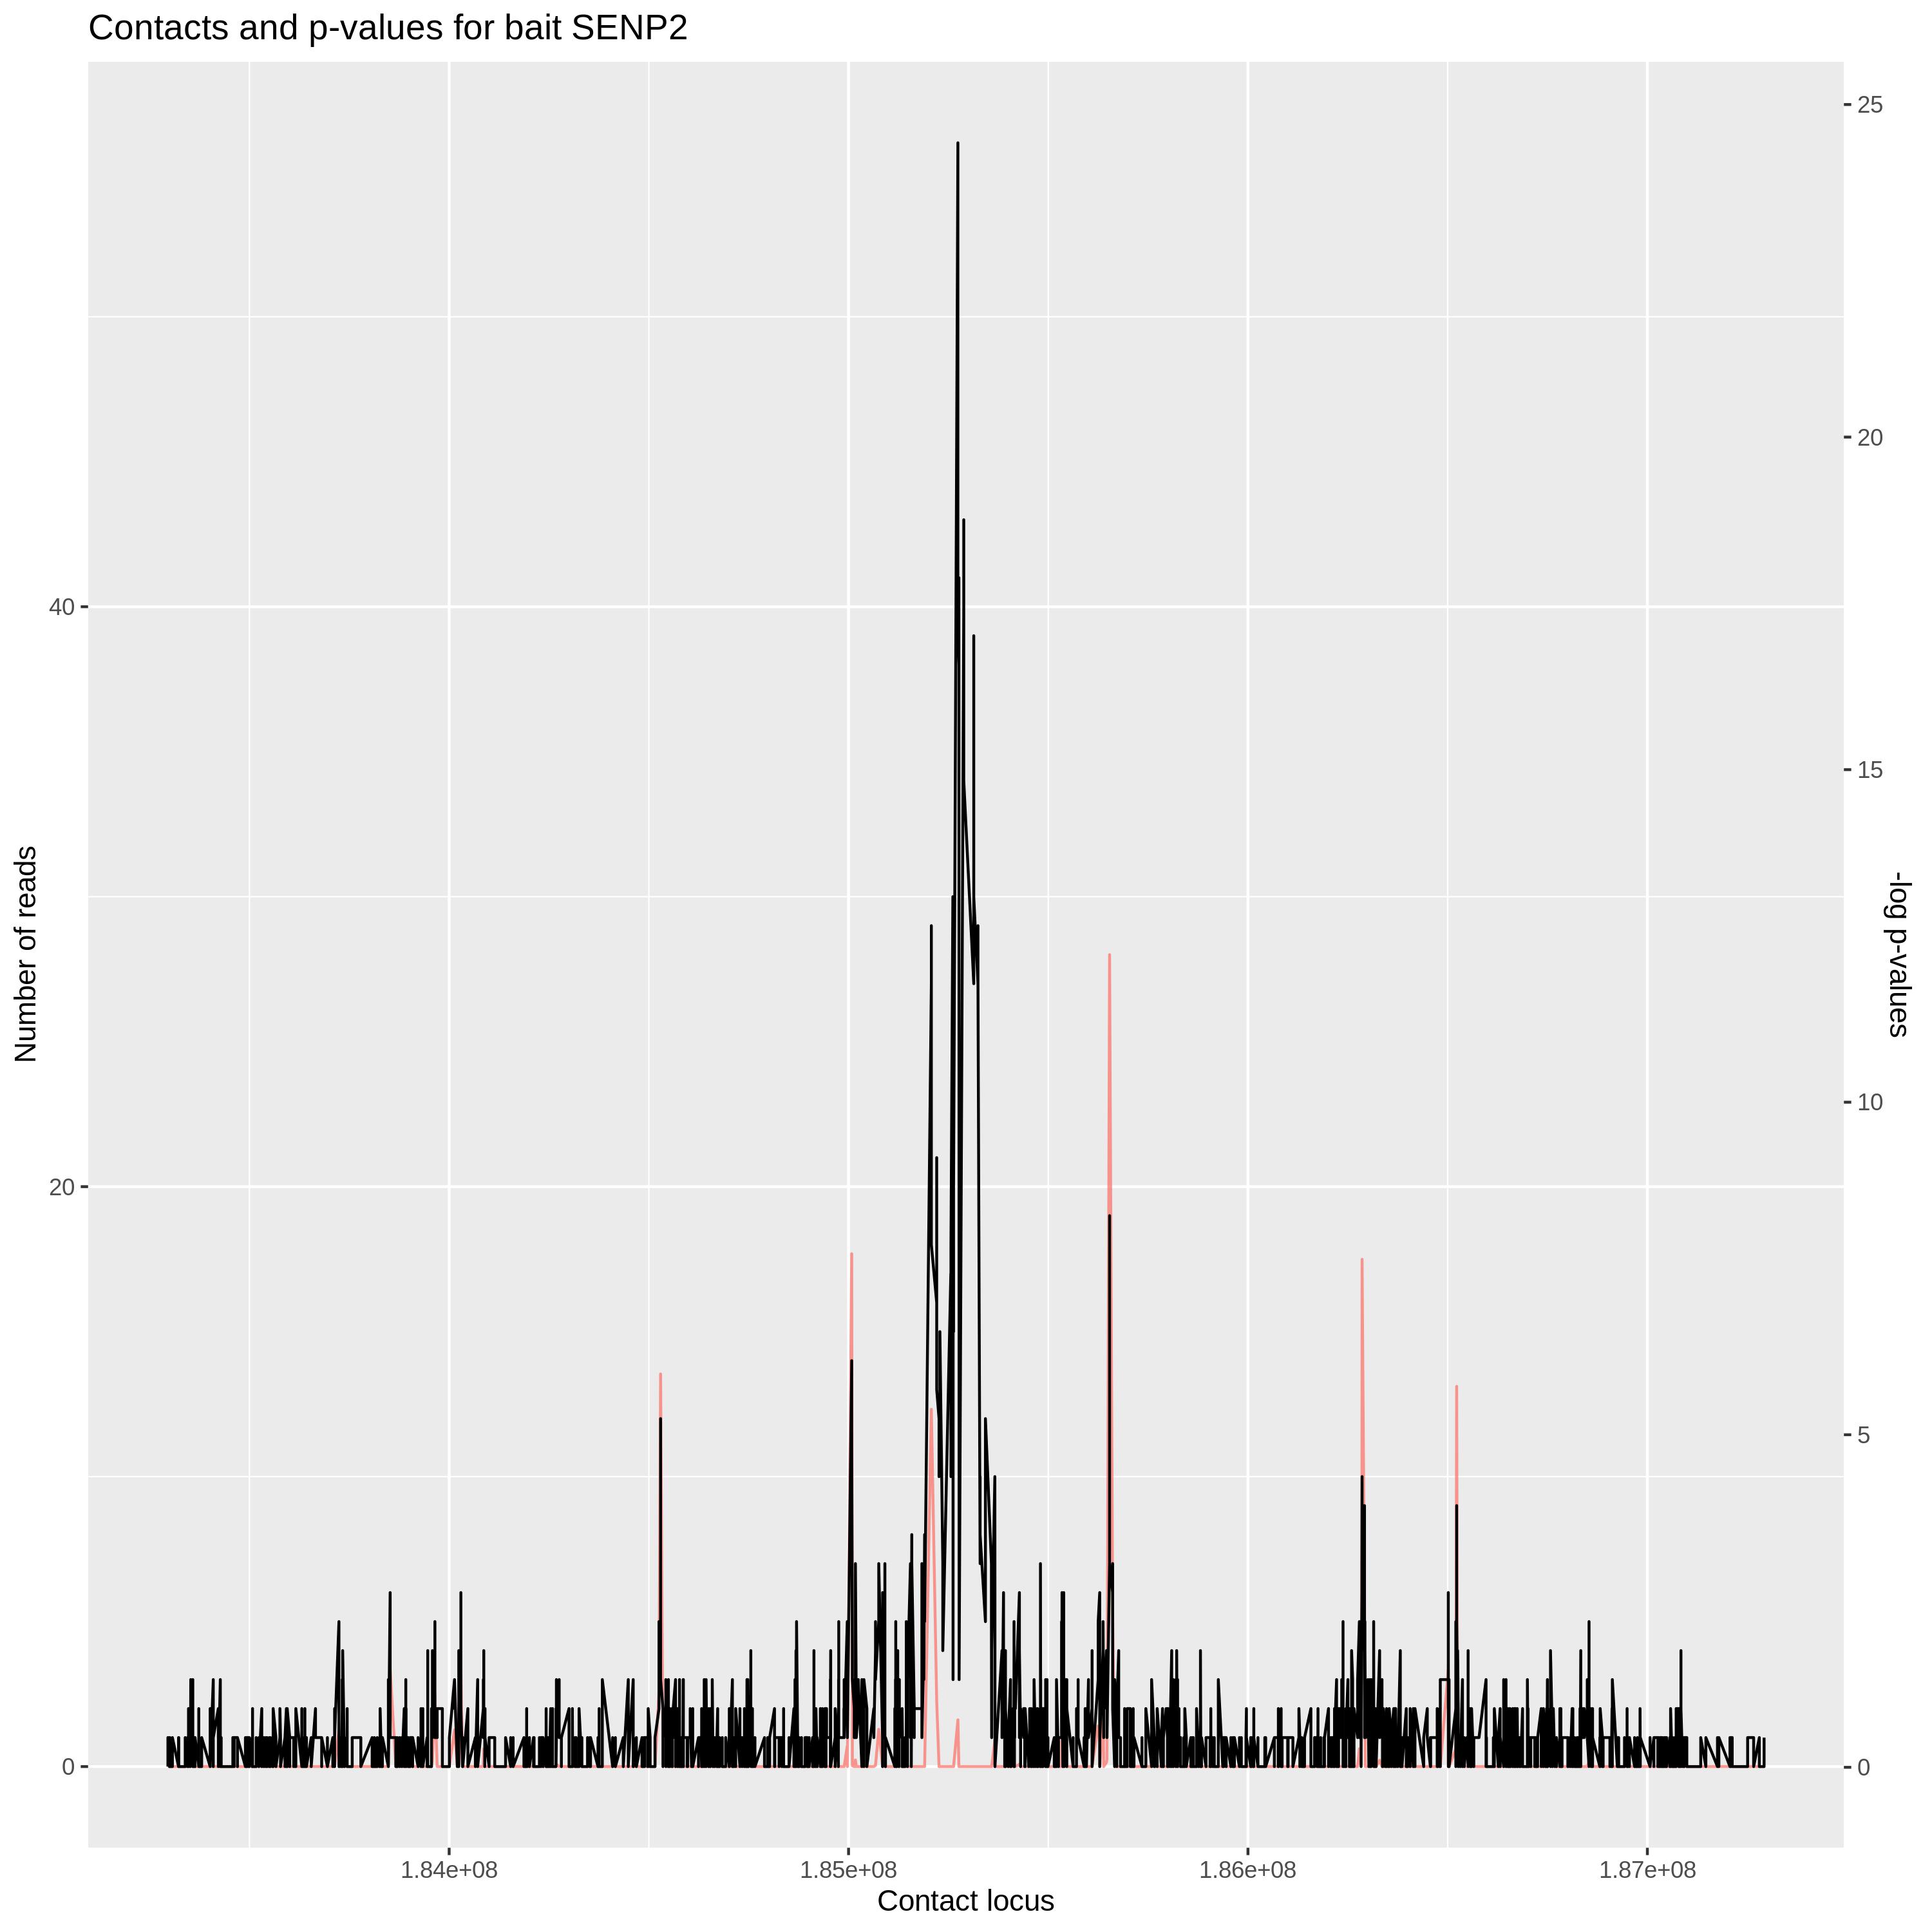 Contacts and p-values for bait SENP2
Number of reads
40
20
0
25
20
15
10
5
0
-log p-values
1.84e+08
1.85e+08
1.86e+08
1.87e+08
Contact locus